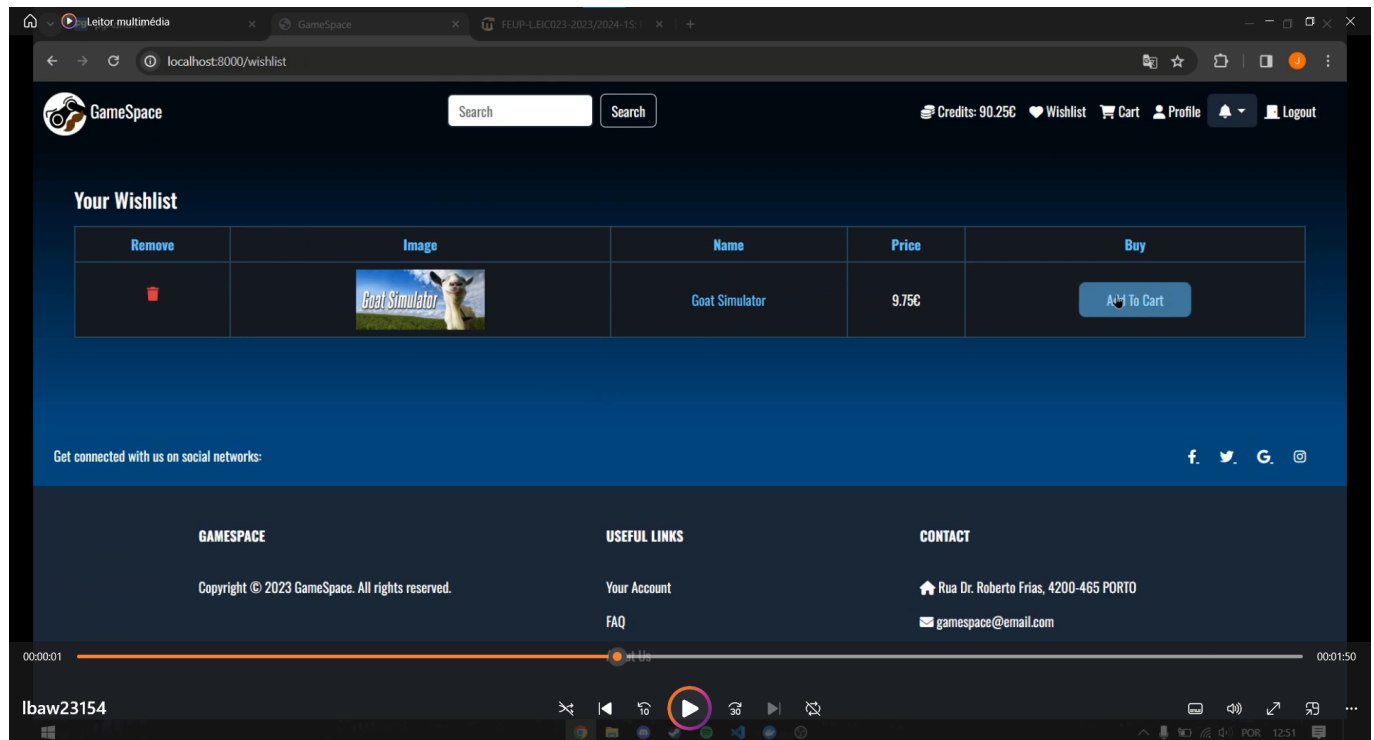 Leitor multimédia
GameSpace
FEUP-L.EIC023-2023/2024-1S:
localhost:8000/wishlist
GameSpace
Search
Search
Credits: 90.25€
Wishlist
Cart
Profile
Logout
Your Wishlist
Remove Image Name Price Buy
Goat Simulator
Goat Simulator 9.75€ To Cart
Get connected with us on social networks:
GAMESPACE USEFUL LINKS CONTACT
Copyright © 2023 GameSpace. All rights reserved. Your Account Rua Dr. Roberto Frias, 4200-465 PORTO
FAQ gamespace@email.com
Us
00:00:01 00:01:50
lbaw23154
10
30
POR 12:51